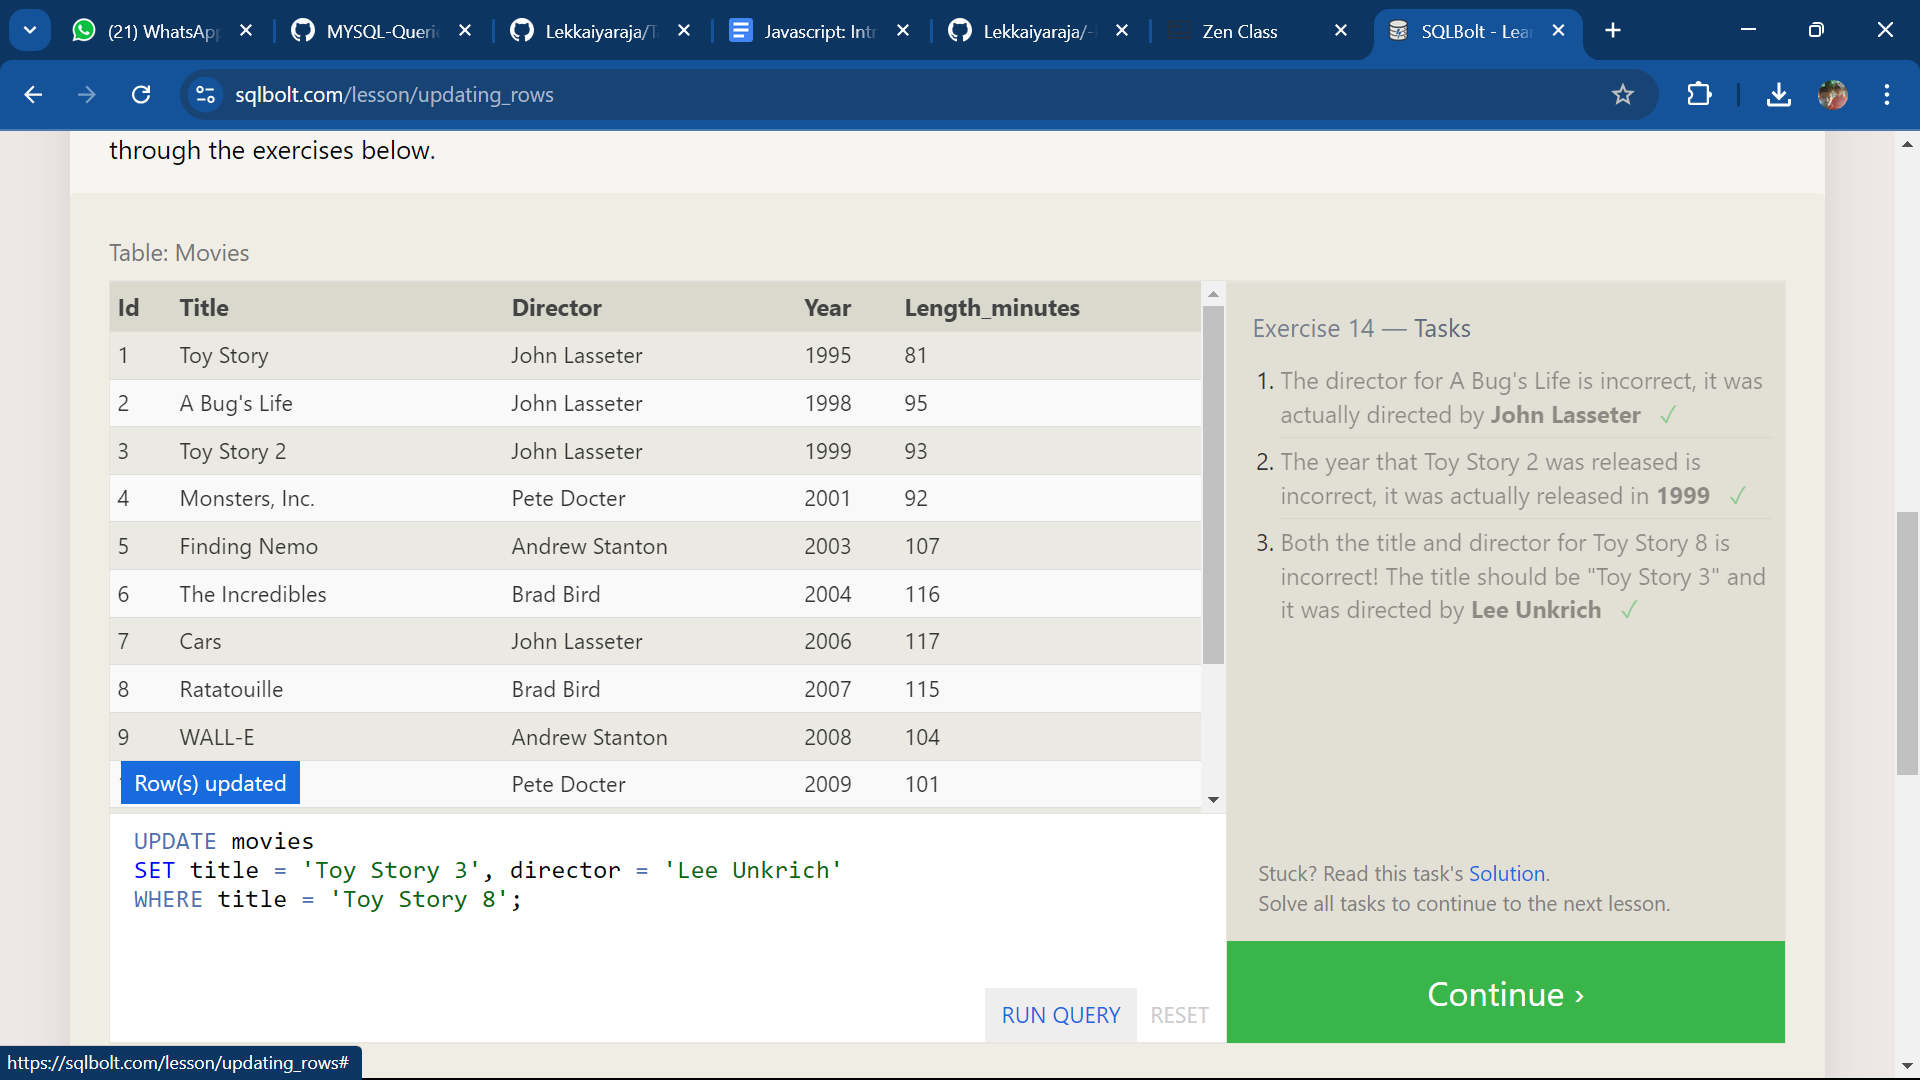 (21) WhatsApp
MYSQL-Queri
Lekkaiyaraja/T
Javascript: Intr
Lekkaiyaraja/-
Zen Class
SQLBolt - Lear
sqlbolt.com/lesson/updating_rows
through the exercises below.
Table: Movies
Id Title Director Year Length_minutes
1 Toy Story John Lasseter 1995 81
2 A Bug's Life John Lasseter 1998 95
3 Toy Story 2 John Lasseter 1999 93
4 Monsters, Inc. Pete Docter 2001 92
5 Finding Nemo Andrew Stanton 2003 107
6 The Incredibles Brad Bird 2004 116
7 Cars John Lasseter 2006 117
8 Ratatouille Brad Bird 2007 115
9 WALL-E Andrew Stanton 2008 104
Pete Docter 2009 101
Row(s) updated
UPDATE movies
SET title = 'Toy Story 3', director = 'Lee Unkrich'
WHERE title = 'Toy Story 8';
RUN QUERY RESET
Exercise 14 — Tasks
1. The director for A Bug's Life is incorrect, it was
actually directed by John Lasseter ✓
2. The year that Toy Story 2 was released is
incorrect, it was actually released in 1999 ✓
3. Both the title and director for Toy Story 8 is
incorrect! The title should be "Toy Story 3" and
it was directed by Lee Unkrich ✓
Stuck? Read this task's Solution.
Solve all tasks to continue to the next lesson.
Continue ›
https://sqlbolt.com/lesson/updating_rows#